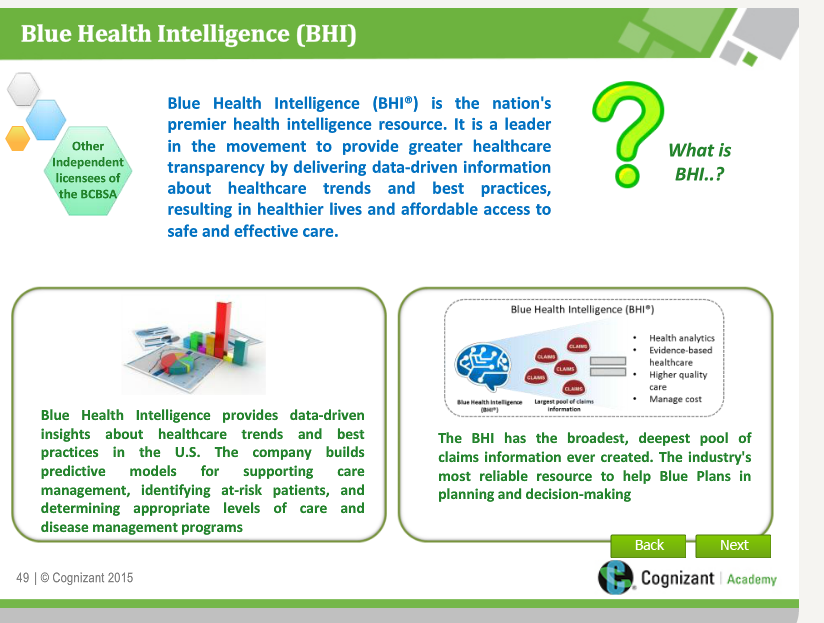 Blue Health Intelligence (BHI)
Other
Independent
licensees of
the BCBSA
Blue Health Intelligence (BHI®) is the nation's
premier health intelligence resource. It is a leader
in the movement to provide greater healthcare
transparency by delivering data-driven information
about healthcare trends and best practices,
resulting in healthier lives and affordable access to
safe and effective care.
What is
BHI..?
Blue Health Intelligence provides data-driven
insights about healthcare trends and best
practices in the U.S. The company builds
predictive models for supporting care
management, identifying at-risk patients, and
determining appropriate levels of care and
disease management programs
Blue Health Intelligence (BHI®)
CLAIMS
CLAIMS
CLAIMS
CLAIMS
CLAIMS
Blue Health Intelligence
(BHI®)
Largest pool of claims
information
• Health analytics
• Evidence-based
healthcare
• Higher quality
care
• Manage cost
The BHI has the broadest, deepest pool of
claims information ever created. The industry's
most reliable resource to help Blue Plans in
planning and decision-making
Back
Next
49 | © Cognizant 2015
Cognizant | Academy